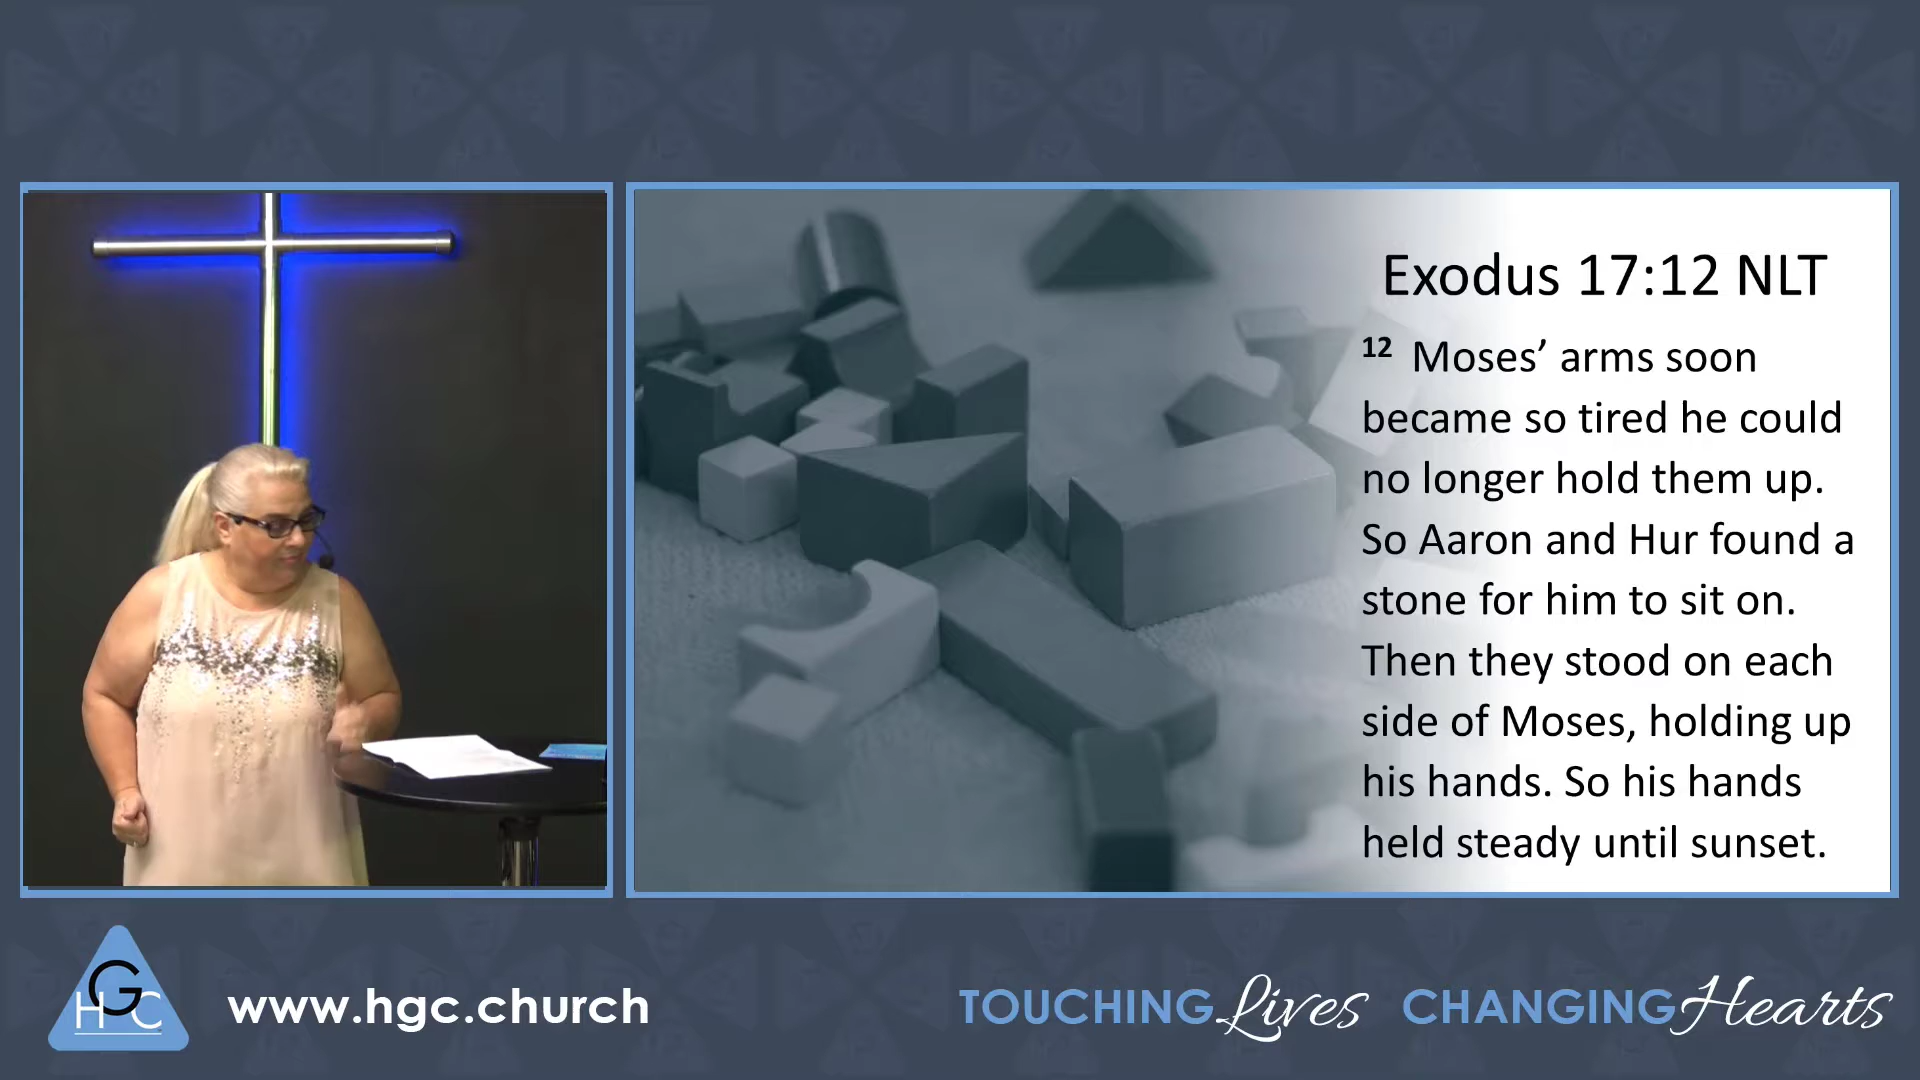 Exodus 17:12 NLT
12 Moses’ arms soon
became so tired he could
no longer hold them up.
So Aaron and Hur found a
stone for him to sit on.
Then they stood on each
side of Moses, holding up
his hands. So his hands
held steady until sunset.
HGC
www.hgc.church
TOUCHING Lives CHANGING Hearts